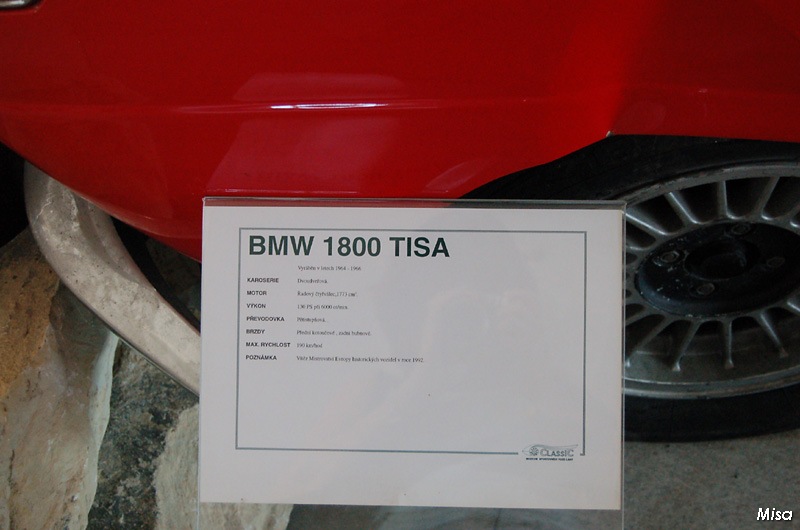 BMW 1800 TISA
Vyráběn v letech 1964 - 1966
KAROSERIE Dvoudveřová
MOTOR Řadový čtyřválec,1773 cm³
VÝKON 130 PS při 6000 ot/min.
PŘEVODOVKA Pětistupňová
BRZDY Přední kotoučové , zadní bubnové.
MAX. RYCHLOST 190 km/hod
POZNÁMKA Vítěz Mistrovství Evropy historických vozidel v roce 1992.
CLASSIC
Misa